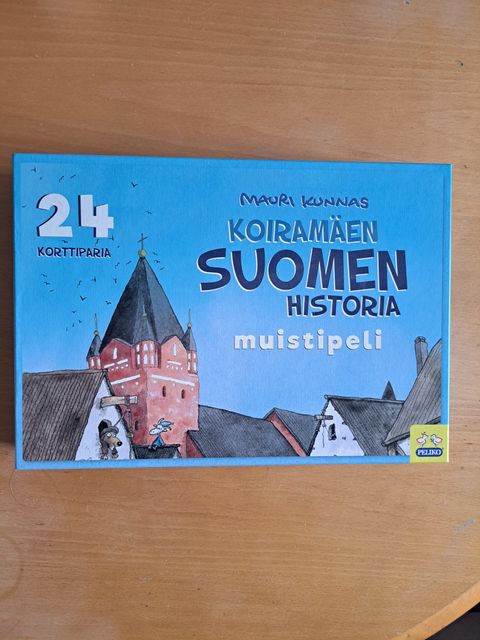 24
KORTTIPARIA
MAURI KUNNAS
KOIRAMÄEN
SUOMEN
HISTORIA
muistipeli
PELIKO